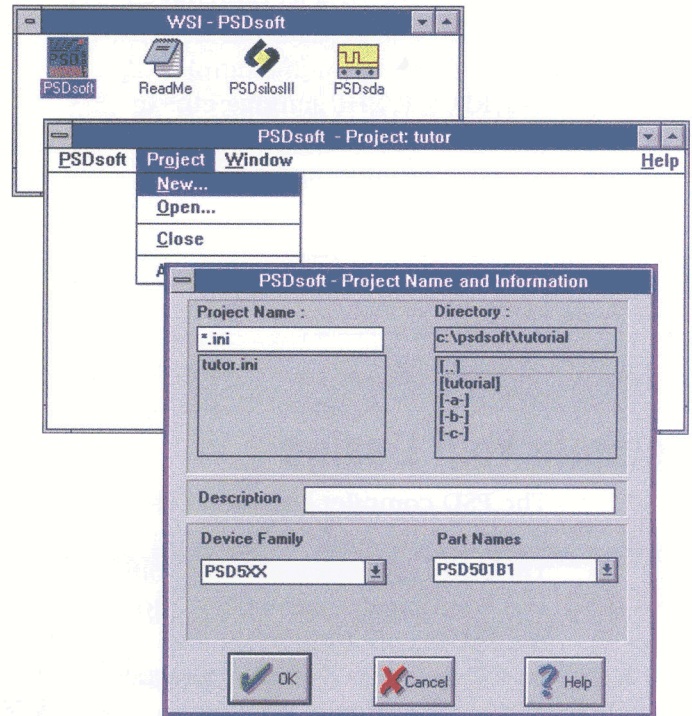 WSI - PSDsoft
PSDsoft
ReadMe
PSDsilosIII
PSDsda
PSDsoft - Project: tutor
PSDsoft Project Window Help
New...
Open...
Close
A
PSDsoft - Project Name and Information
Project Name :
Directory :
*.ini
c:\psdsoft\tutorial
tutor.ini
[..]
[tutorial]
[-a-]
[-b-]
[-c-]
Description
Device Family
Part Names
PSD5XX
PSD501B1
OK
Cancel
Help